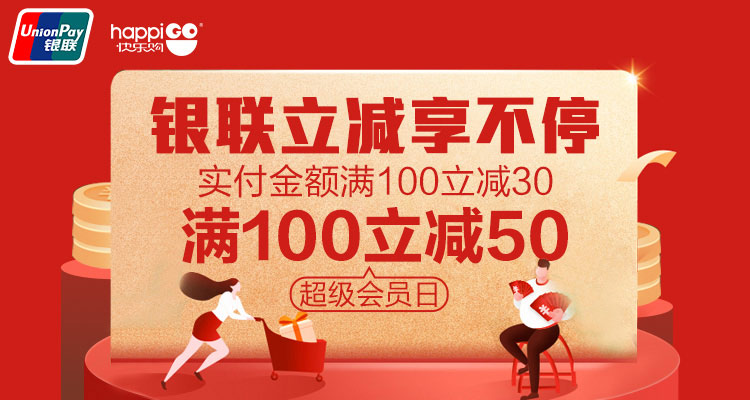 UnionPay
银联
happiGO
快乐购
银联立减享不停
实付金额满100立减30
满100立减50
超级会员日